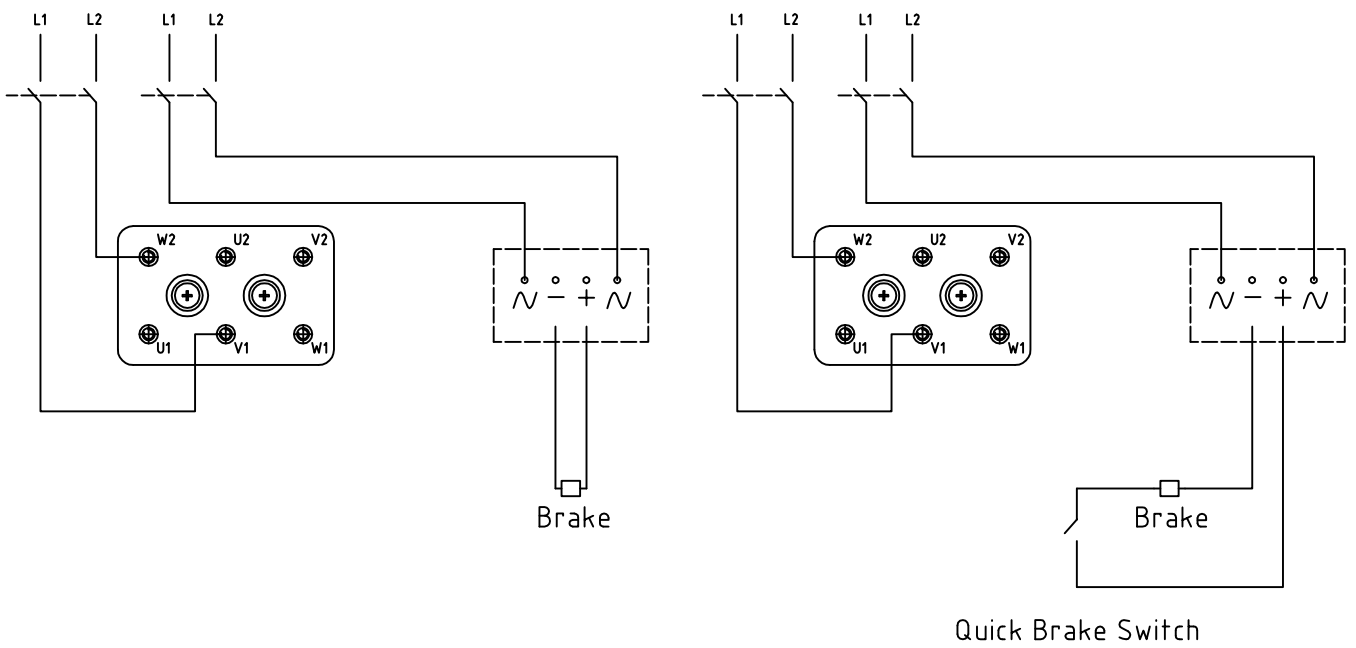 L1 L2 L1 L2 L1 L2 L1 L2
W2 U2 V2 W2 U2 V2
− + − +
U1 V1 W1 U1 V1 W1
Brake Brake
Quick Brake Switch